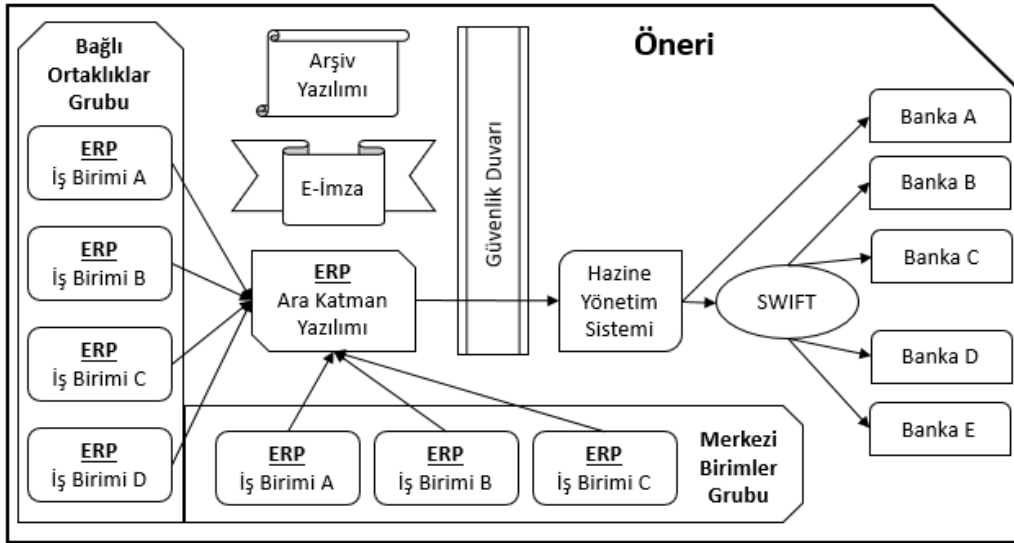 Öneri
Bağlı
Ortaklıklar
Grubu
ERP
İş Birimi A
ERP
İş Birimi B
ERP
İş Birimi C
ERP
İş Birimi D
Arşiv
Yazılımı
E-İmza
ERP
Ara Katman
Yazılımı
Güvenlik Duvarı
Hazine
Yönetim
Sistemi
SWIFT
Banka A
Banka B
Banka C
Banka D
Banka E
ERP
İş Birimi A
ERP
İş Birimi B
ERP
İş Birimi C
Merkezi
Birimler
Grubu